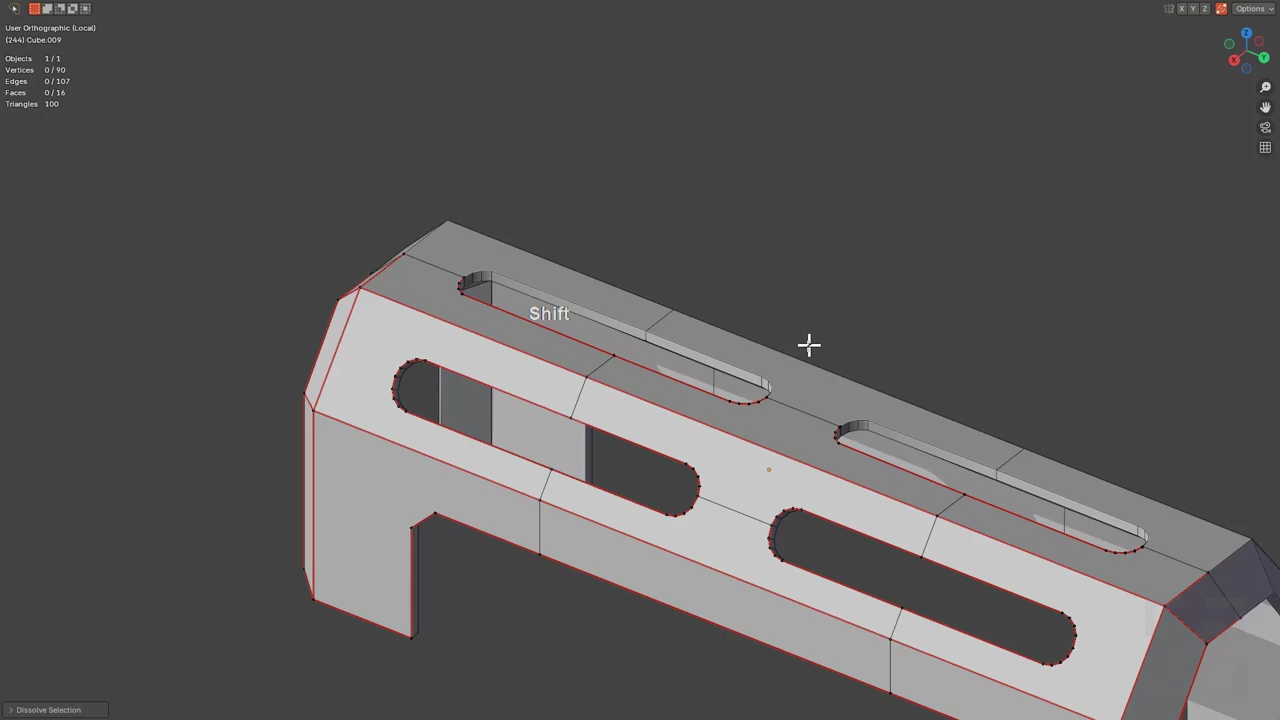 User Orthographic (Local)
(244) Cube.009
Objects 1 / 1
Vertices 0 / 90
Edges 0 / 107
Faces 0 / 16
Triangles 100
X Y Z
Options
Z
X
Y
Shift
Dissolve Selection